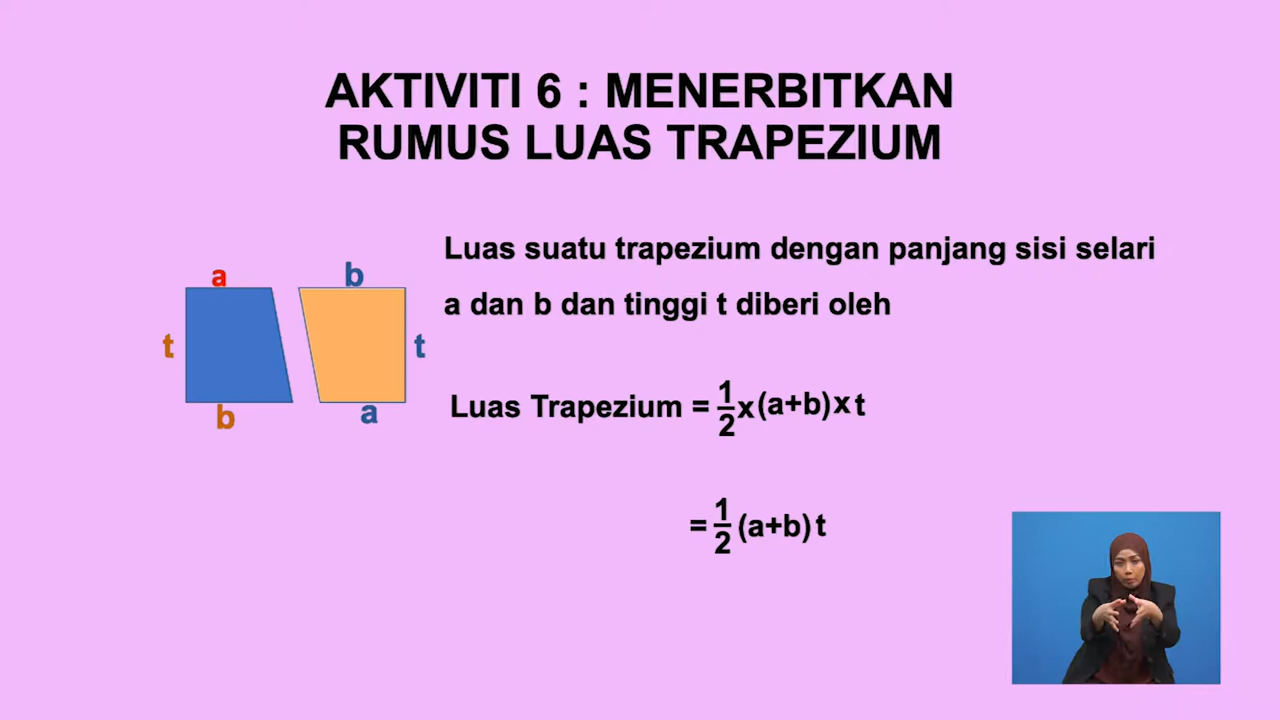 AKTIVITI 6 : MENERBITKAN
RUMUS LUAS TRAPEZIUM
Luas suatu trapezium dengan panjang sisi selari
a dan b dan tinggi t diberi oleh
a
b
t
t
b
a
Luas Trapezium = 1/2 x (a+b) x t
= 1/2 (a+b) t